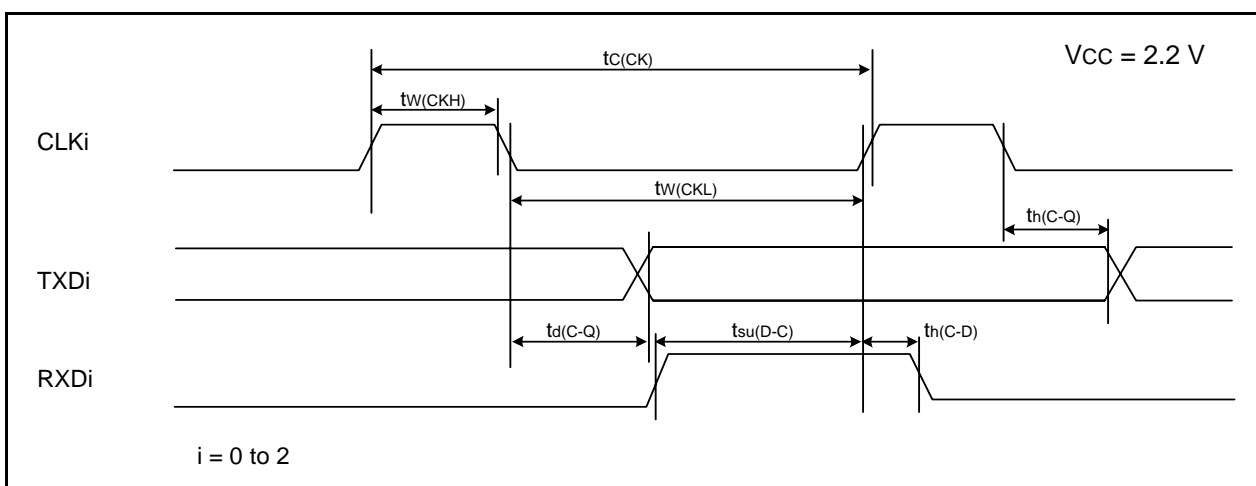 tC(CK)
VCC = 2.2 V
tW(CKH)
CLKi
tW(CKL)
th(C-Q)
TXDi
td(C-Q)
tsu(D-C)
th(C-D)
RXDi
i = 0 to 2